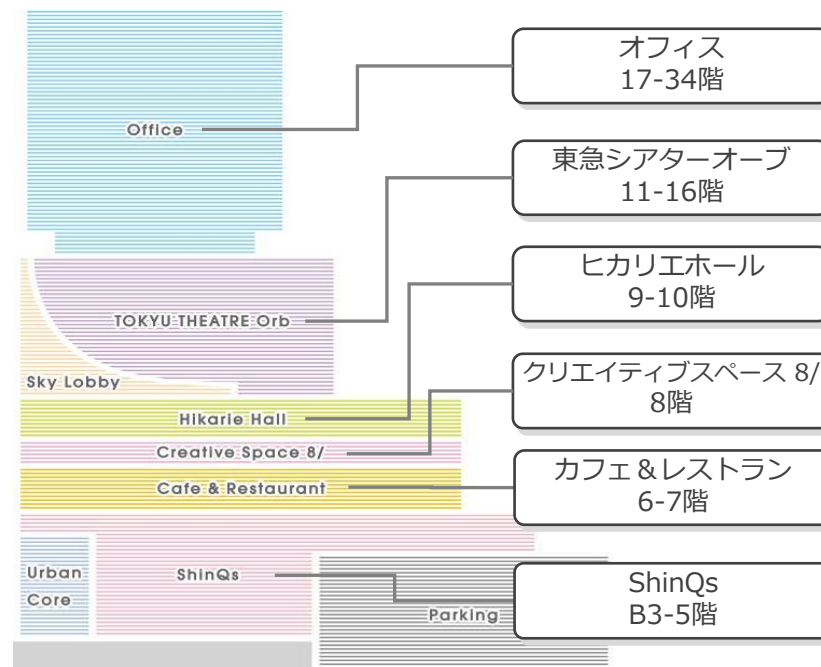 Office
TOKYU THEATRE Orb
Sky Lobby
Hikarie Hall
Creative Space 8/
Cafe & Restaurant
Urban
Core
ShinQs
Parking
オフィス
17-34階
東急シアターオーブ
11-16階
ヒカリエホール
9-10階
クリエイティブスペース 8/
8階
カフェ＆レストラン
6-7階
ShinQs
B3-5階